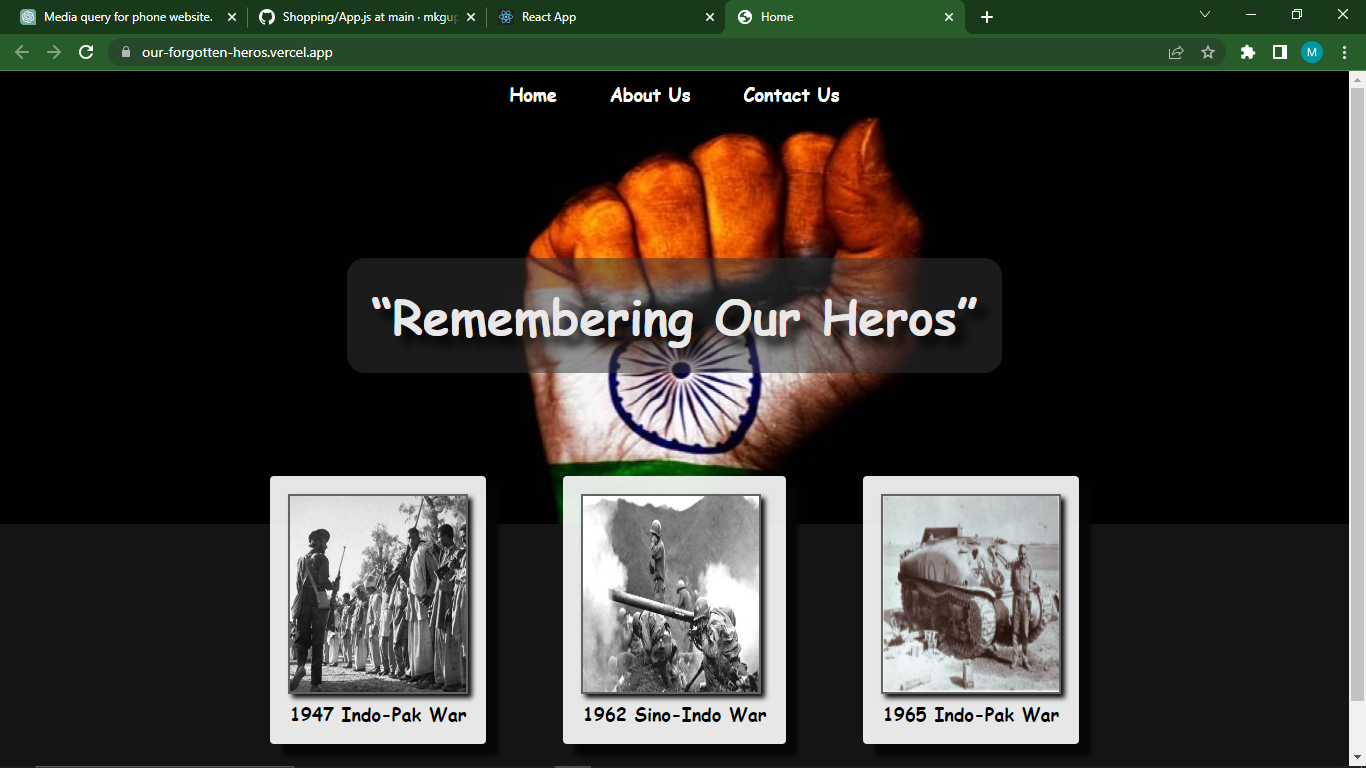 Media query for phone website.
Shopping/App.js at main · mkgup
React App
Home
our-forgotten-heros.vercel.app
M
Home About Us Contact Us
“Remembering Our Heros”
1947 Indo-Pak War
1962 Sino-Indo War
1965 Indo-Pak War